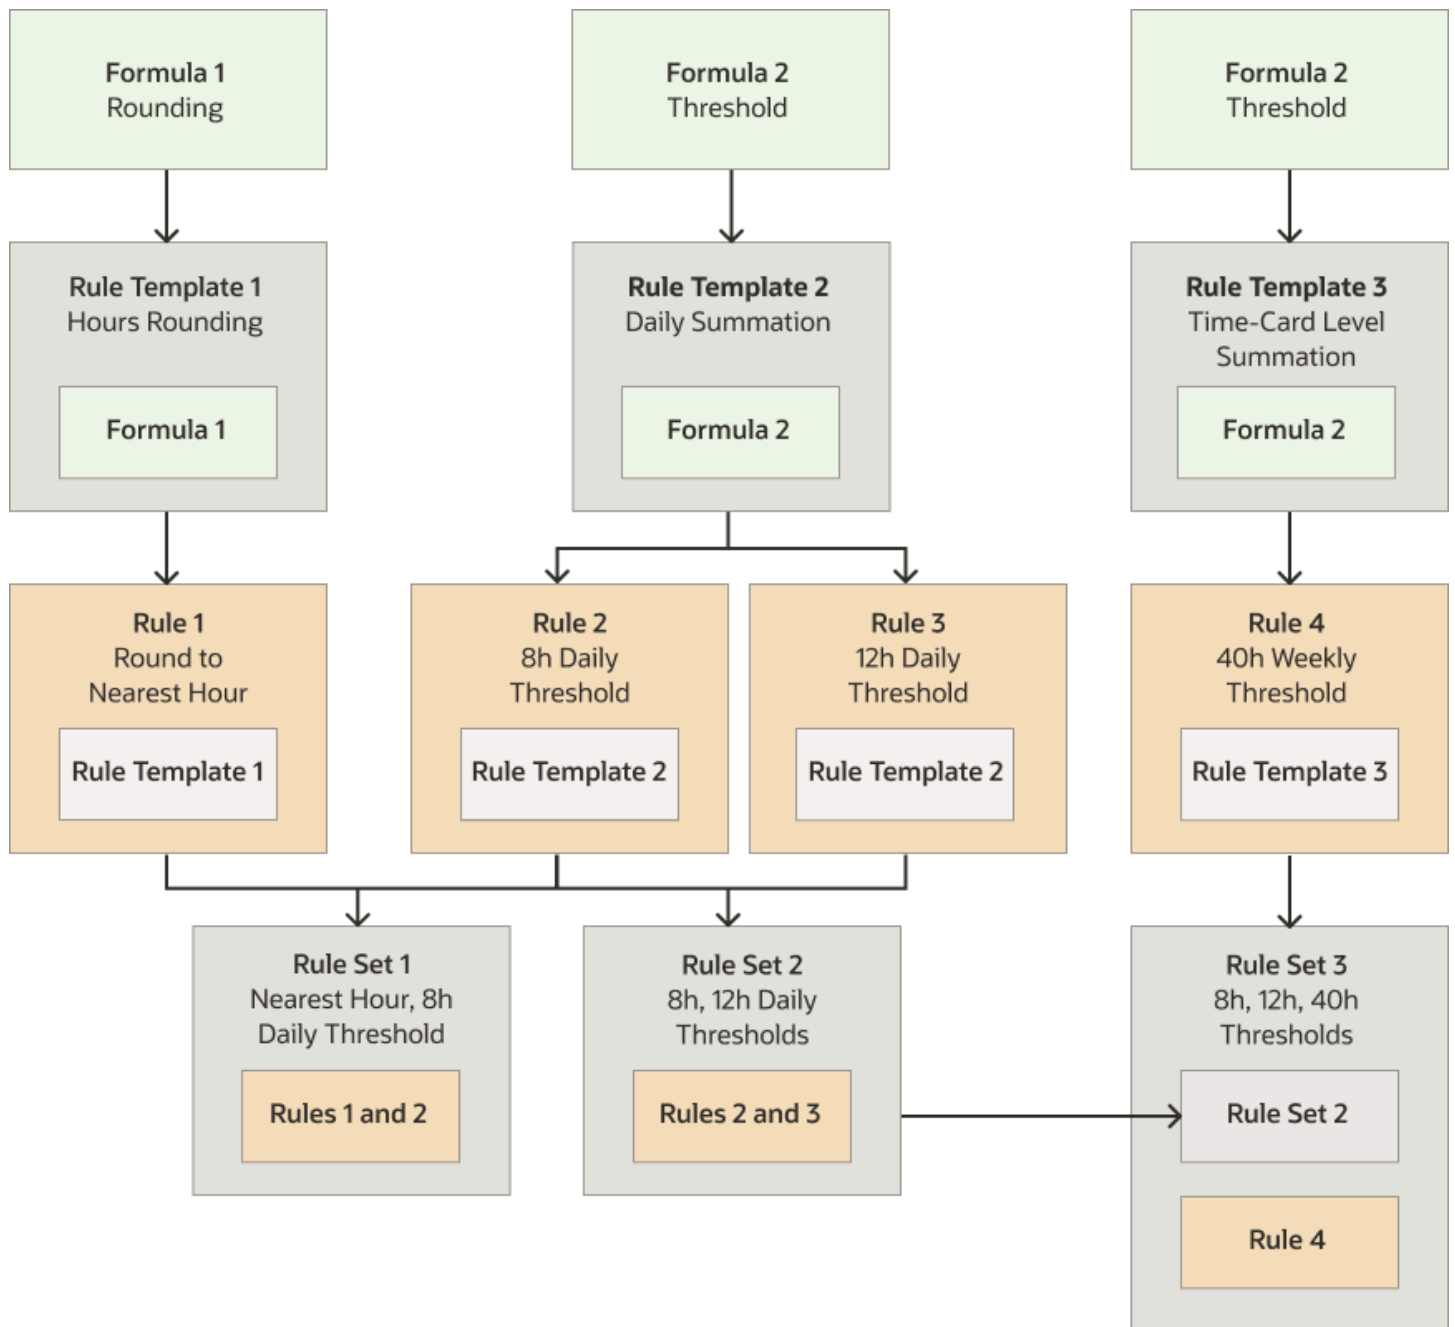 Formula 1
Rounding
Formula 2
Threshold
Formula 2
Threshold
Rule Template 1
Hours Rounding
Formula 1
Rule Template 2
Daily Summation
Formula 2
Rule Template 3
Time-Card Level
Summation
Formula 2
Rule 1
Round to
Nearest Hour
Rule Template 1
Rule 2
8h Daily
Threshold
Rule Template 2
Rule 3
12h Daily
Threshold
Rule Template 2
Rule 4
40h Weekly
Threshold
Rule Template 3
Rule Set 1
Nearest Hour, 8h
Daily Threshold
Rules 1 and 2
Rule Set 2
8h, 12h Daily
Thresholds
Rules 2 and 3
Rule Set 3
8h, 12h, 40h
Thresholds
Rule Set 2
Rule 4